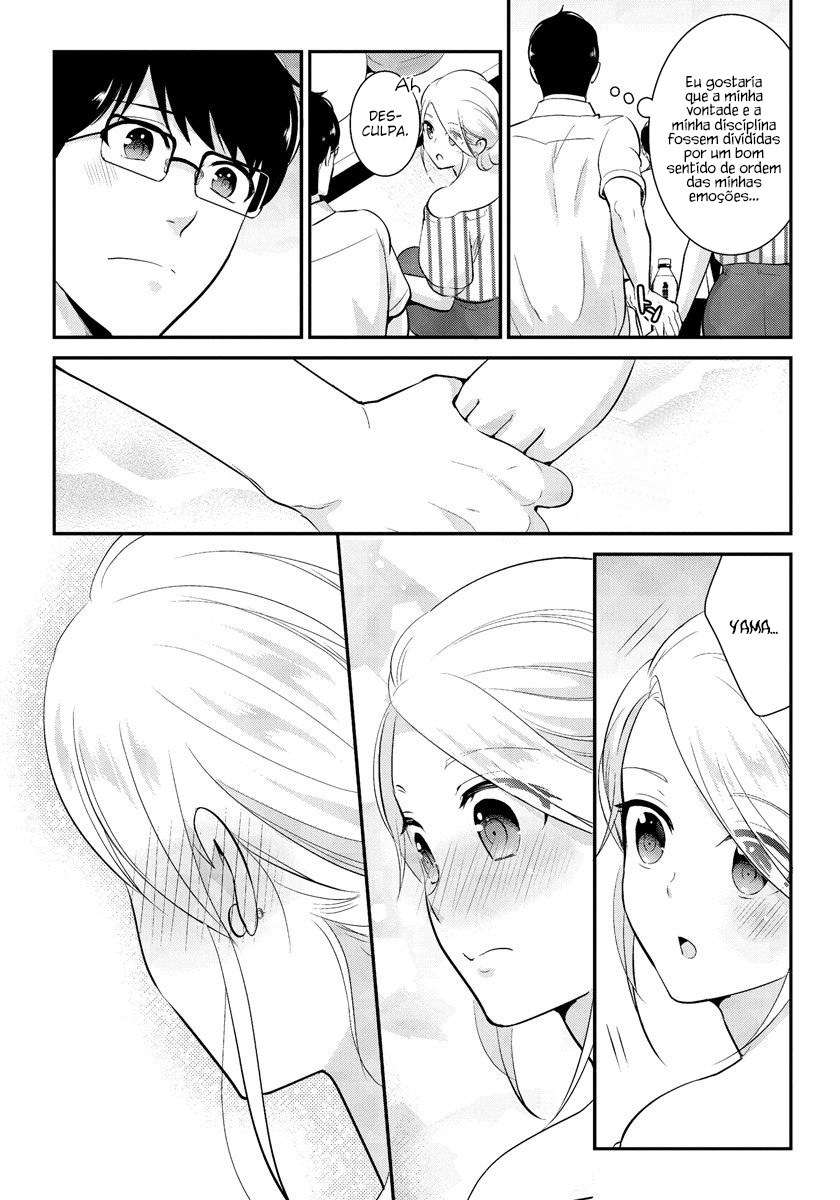 Eu gostaria
que a minha
vontade e a
minha disciplina
fossem divididas
por um bom
sentido de ordem
das minhas
emoções...
Ah
DES-
CULPA.
YAMA...